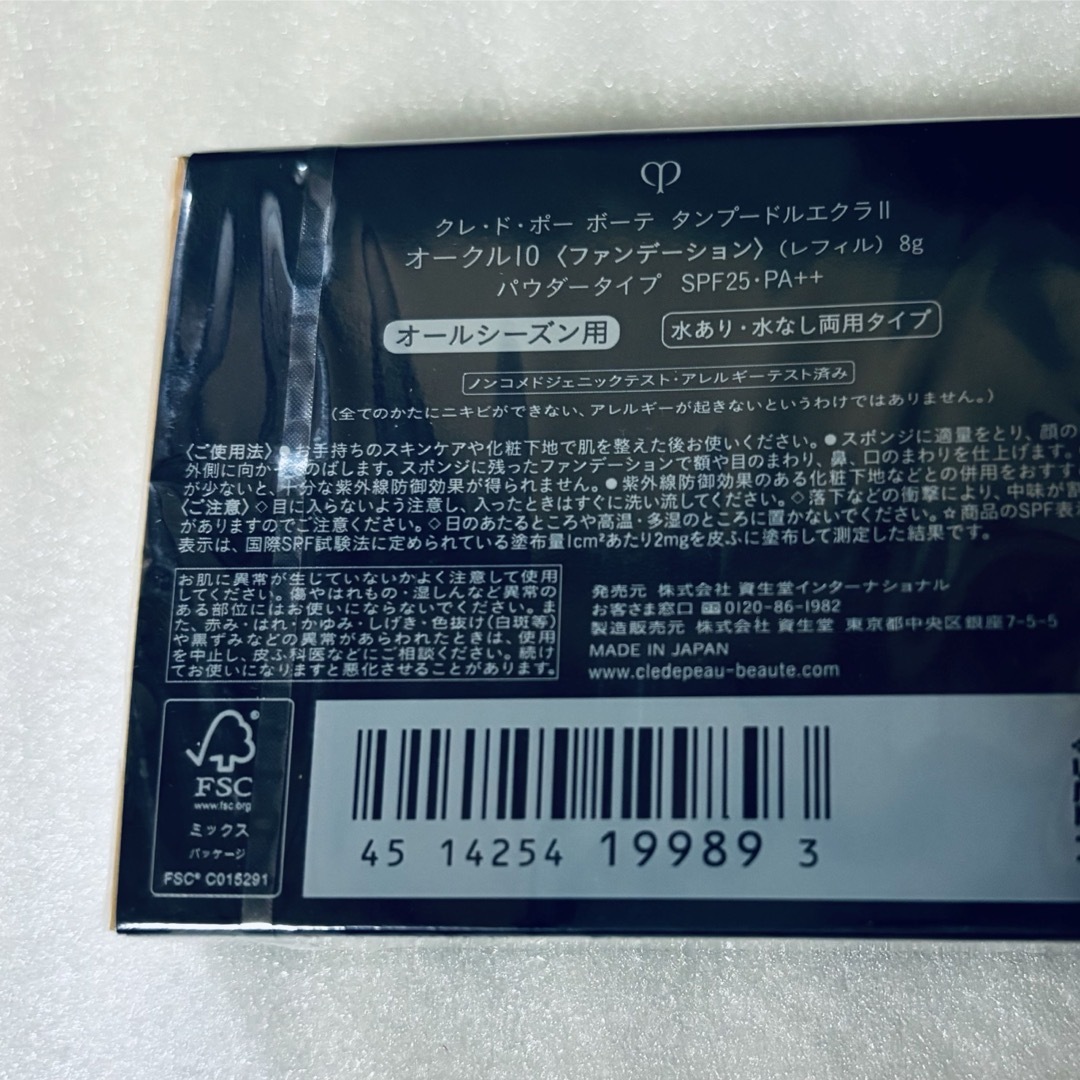 クレ・ド・ポー ボーテ タンプードルエクラⅡ
オークル10〈ファンデーション〉(レフィル) 8g
パウダータイプ SPF25・PA++
オールシーズン用
水あり・水なし両用タイプ
ノンコメドジェニックテスト・アレルギーテスト済み
(全てのかたにニキビができない、アレルギーが起きないというわけではありません。)
〈ご使用法〉●お手持ちのスキンケアや化粧下地で肌を整えた後お使いください。●スポンジに適量をとり、顔の
外側に向か のばします。スポンジに残ったファンデーションで額や目のまわり、鼻、口のまわりを仕上げます。
が少ないと、十分な紫外線防御効果が得られません。●紫外線防御効果のある化粧下地などとの併用をおすす
〈ご注意〉◇目に入らないよう注意し、入ったときはすぐに洗い流してください。◇落下などの衝撃により、中味が割
がありますのでご注意ください。◇日のあたるところや高温・多湿のところに置かないでください。☆商品のSPF表
表示は、国際SPF試験法に定められている塗布量1cm²あたり2mgを皮ふに塗布して測定した結果です。
お肌に異常が生じていないかよく注意して使用
してください。傷やはれもの・湿しんなど異常の
ある部位にはお使いにならないでください。ま
た、赤み・はれ・かゆみ・しげき・色抜け(白斑等)
や黒ずみなどの異常があらわれたときは、使用
を中止し、皮ふ科医などにご相談ください。続け
てお使いになりますと悪化させることがあります。
発売元 株式会社 資生堂インターナショナル
お客さま窓口 0120-86-1982
製造販売元 株式会社 資生堂 東京都中央区銀座7-5-5
MADE IN JAPAN
www.cledepeau-beaute.com
FSC®
www.fsc.org
ミックス
パッケージ
FSC® C015291
45 14254 19989 3